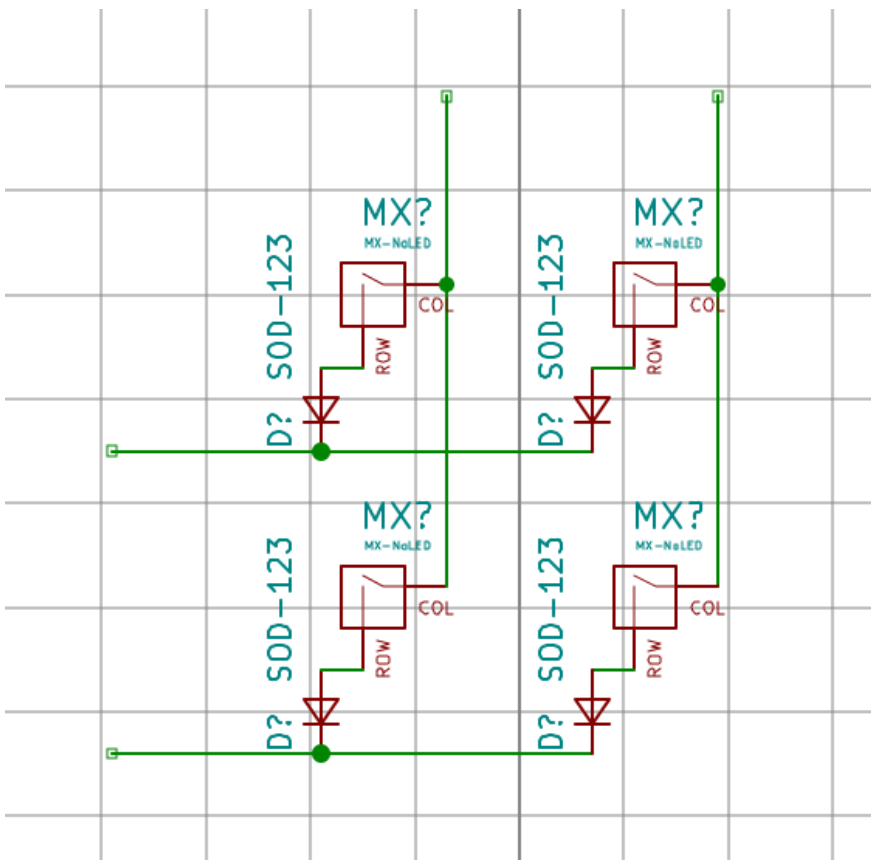 MX?
MX-NoLED
SOD-123
COL
ROW
D?
MX?
MX-NoLED
SOD-123
COL
ROW
D?
MX?
MX-NoLED
SOD-123
COL
ROW
D?
MX?
MX-NoLED
SOD-123
COL
ROW
D?